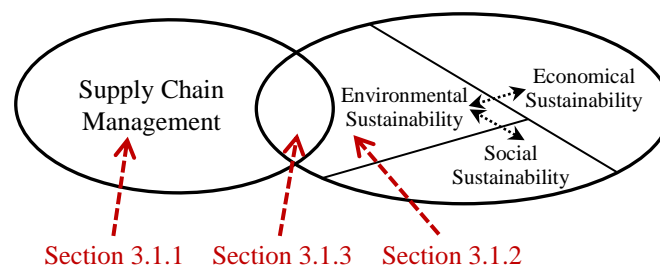 Supply Chain
Management
Environmental
Sustainability
Economical
Sustainability
Social
Sustainability
Section 3.1.1
Section 3.1.3
Section 3.1.2